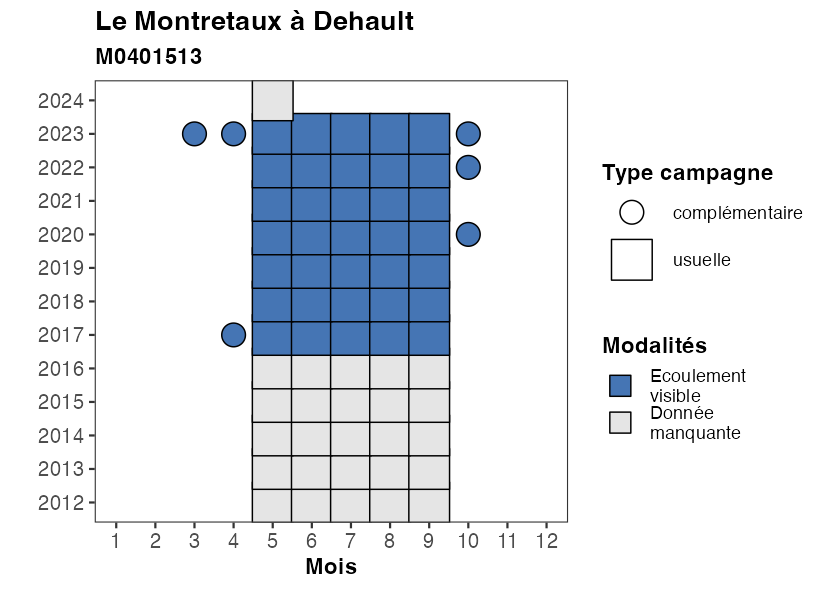 Le Montretaux à Dehault
M0401513
2024
2023
2022
2021
2020
2019
2018
2017
2016
2015
2014
2013
2012
1 2 3 4 5 6 7 8 9 10 11 12
Mois
Type campagne
complémentaire
usuelle
Modalités
Ecoulement
visible
Donnée
manquante